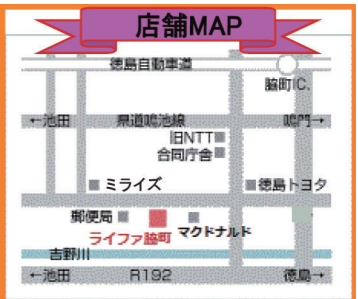 店舗MAP
徳島自動車道
脇町IC.
←池田 県道鳴池線 鳴門→
旧NTT
合同庁舎
ミライズ 徳島トヨタ
郵便局 ライファ脇町 マクドナルド
吉野川
←池田 R192 徳島→